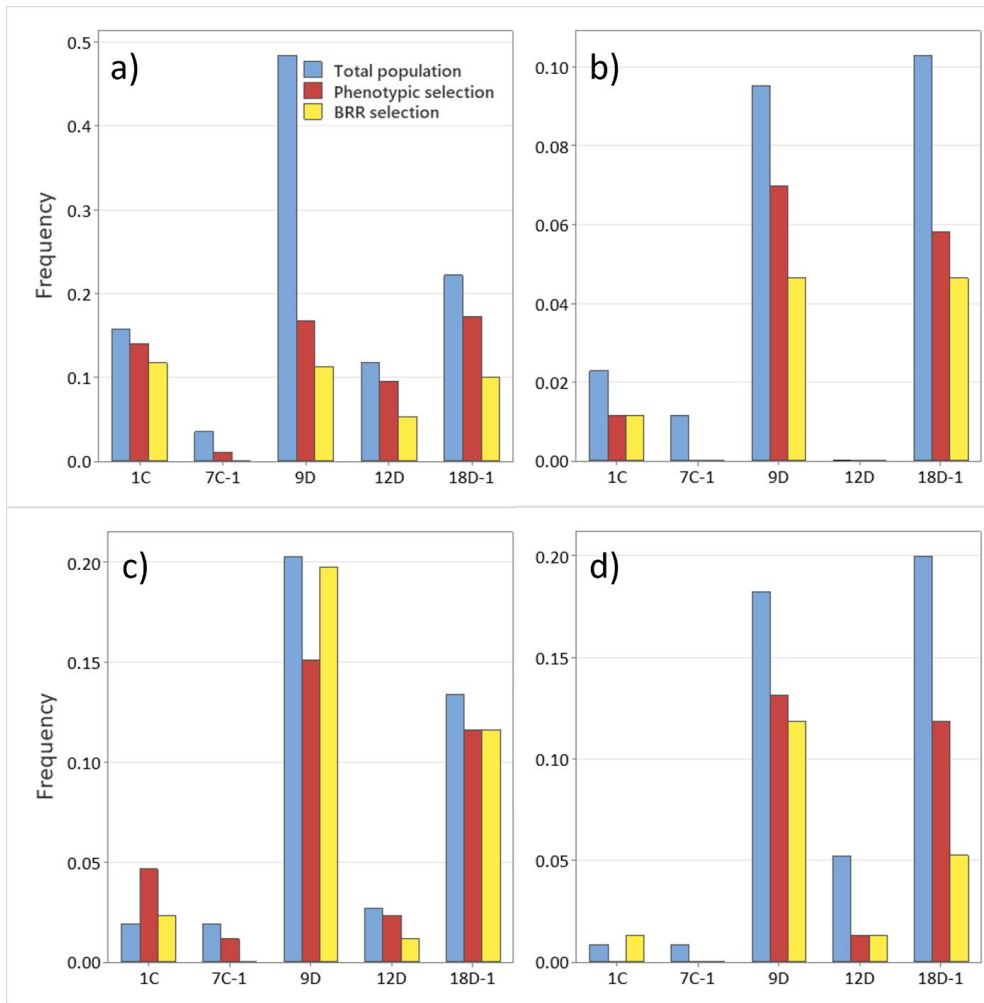 a)
Total population
Phenotypic selection
BRR selection
Frequency
0.5
0.4
0.3
0.2
0.1
0.0
1C 7C-1 9D 12D 18D-1
b)
0.10
0.08
0.06
0.04
0.02
0.00
1C 7C-1 9D 12D 18D-1
c)
Frequency
0.20
0.15
0.10
0.05
0.00
1C 7C-1 9D 12D 18D-1
d)
0.20
0.15
0.10
0.05
0.00
1C 7C-1 9D 12D 18D-1